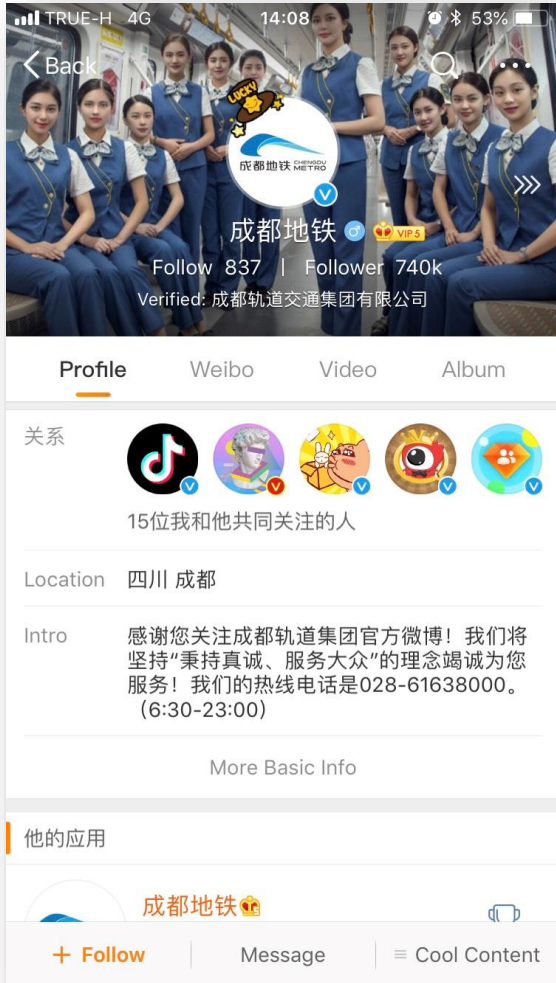 TRUE-H 4G 14:08 53%
Back
LUCKY
成都地铁 CHENGDU METRO
成都地铁 VIP 5
Follow 837 | Follower 740k
Verified: 成都轨道交通集团有限公司
Profile Weibo Video Album
关系
15位我和他共同关注的人
Location 四川 成都
Intro 感谢您关注成都轨道集团官方微博！我们将
坚持“秉持真诚、服务大众”的理念竭诚为您
服务！我们的热线电话是028-61638000。
（6:30-23:00）
More Basic Info
他的应用
成都地铁
+ Follow Message Cool Content